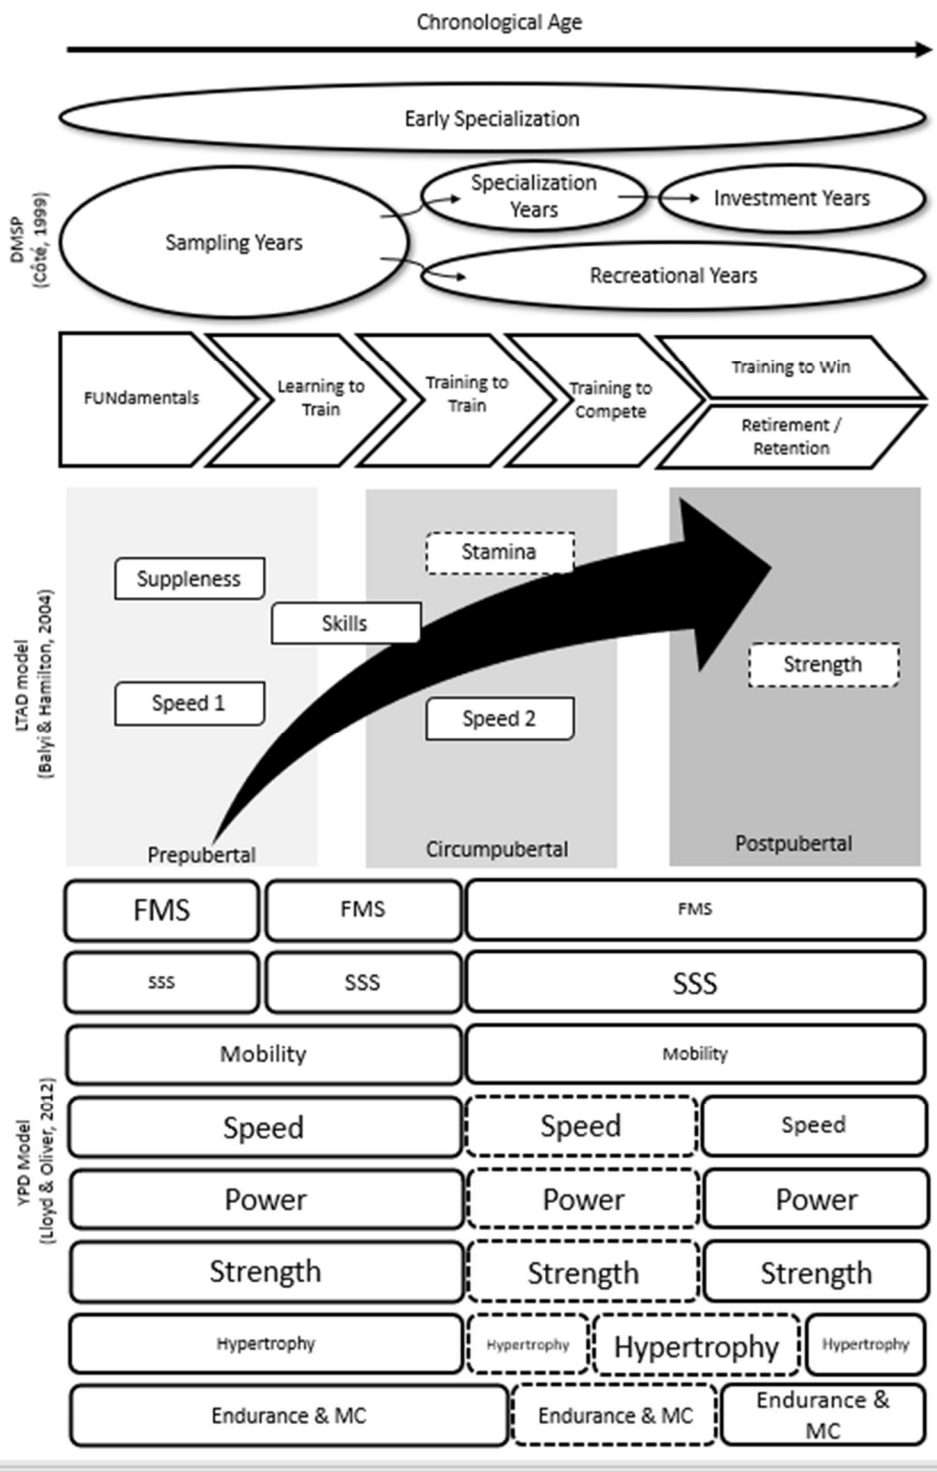 Chronological Age
Early Specialization
DMSP
(Côté, 1999)
Sampling Years
Specialization
Years
Investment Years
Recreational Years
FUNdamentals
Learning to
Train
Training to
Train
Training to
Compete
Training to Win
Retirement /
Retention
LTAD model
(Balyi & Hamilton, 2004)
Suppleness
Stamina
Skills
Strength
Speed 1
Speed 2
Prepubertal
Circumpubertal
Postpubertal
YPD Model
(Lloyd & Oliver, 2012)
FMS
FMS
FMS
sss
SSS
SSS
Mobility
Mobility
Speed
Speed
Speed
Power
Power
Power
Strength
Strength
Strength
Hypertrophy
Hypertrophy
Hypertrophy
Hypertrophy
Endurance & MC
Endurance & MC
Endurance &
MC